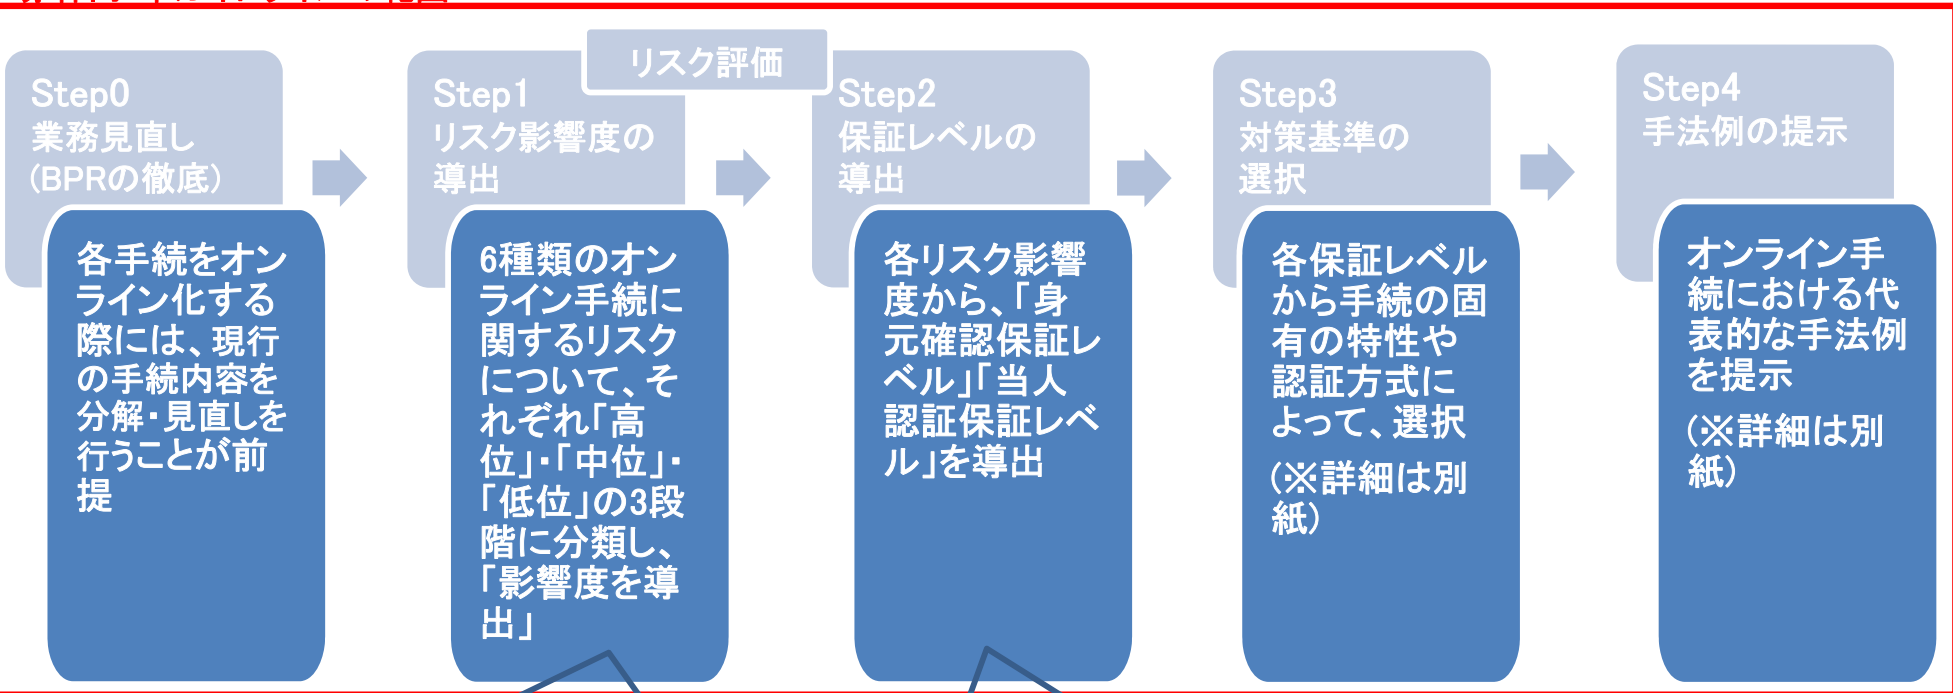 リスク評価
Step0
業務見直し
(BPRの徹底)
各手続をオン
ライン化する
際には、現行
の手続内容を
分解・見直しを
行うことが前
提
Step1
リスク影響度の
導出
6種類のオン
ライン手続に
関するリスク
について、そ
れぞれ「高
位」・「中位」・
「低位」の3段
階に分類し、
「影響度を導
出」
Step2
保証レベルの
導出
各リスク影響
度から、「身
元確認保証レ
ベル」「当人
認証保証レベ
ル」を導出
Step3
対策基準の
選択
各保証レベル
から手続の固
有の特性や
認証方式に
よって、選択
(※詳細は別
紙)
Step4
手法例の提示
オンライン手
続における代
表的な手法例
を提示
(※詳細は別
紙)